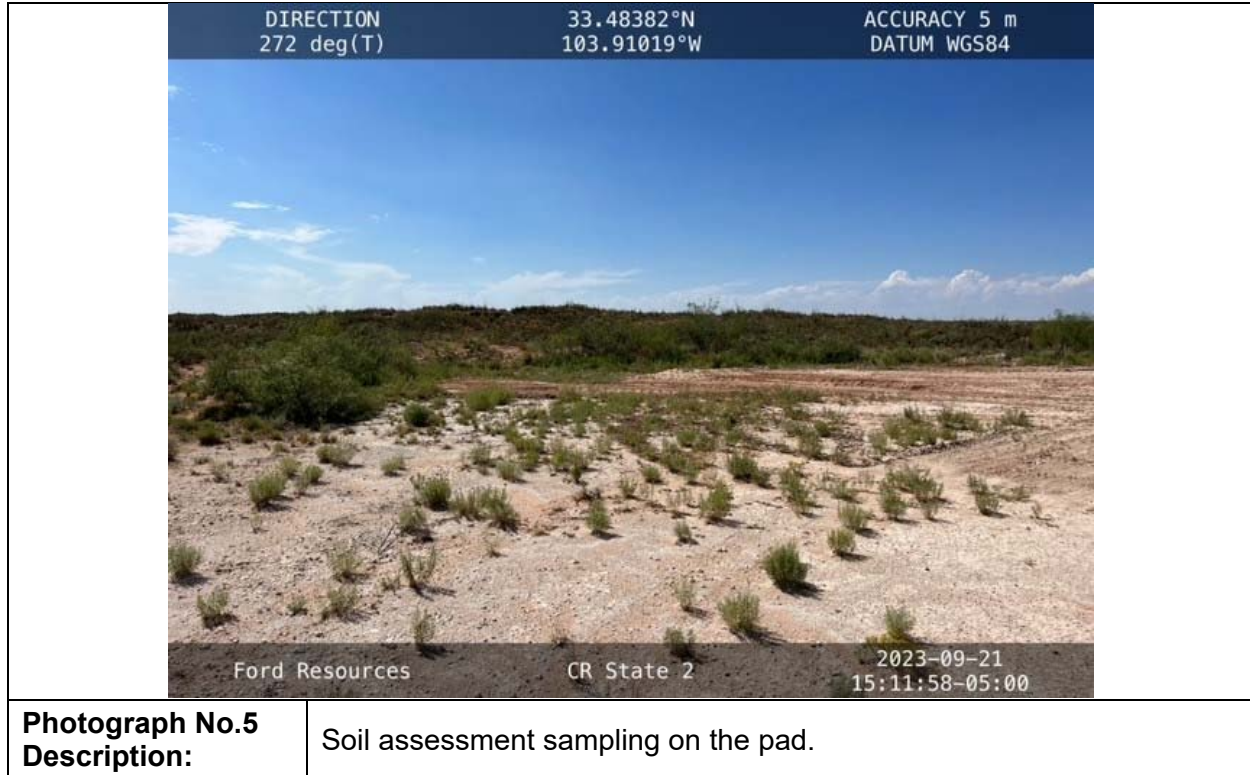 DIRECTION 33.48382°N ACCURACY 5 m
272 deg(T) 103.91019°W DATUM WGS84
Ford Resources CR State 2 2023-09-21
15:11:58-05:00
Photograph No.5
Description:
Soil assessment sampling on the pad.